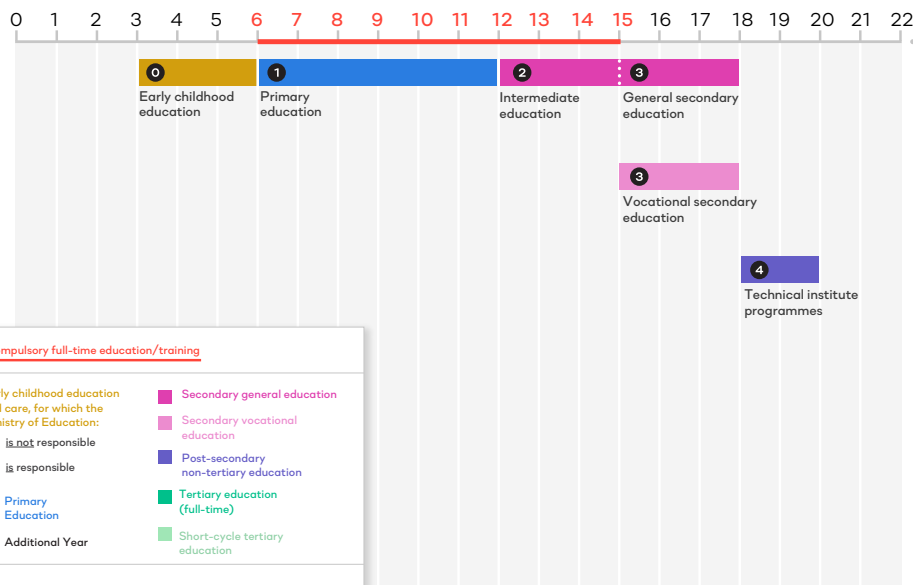 0 1 2 3 4 5 6 7 8 9 10 11 12 13 14 15 16 17 18 19 20 21 22
0 1 2 3
Early childhood
education
Primary
education
Intermediate
education
General secondary
education
3
Vocational secondary
education
4
Technical institute
programmes
mpulsory full-time education/training
ly childhood education
care, for which the
nistry of Education:
is not responsible
is responsible
Primary
Education
Additional Year
Secondary general education
Secondary vocational
education
Post-secondary
non-tertiary education
Tertiary education
(full-time)
Short-cycle tertiary
education